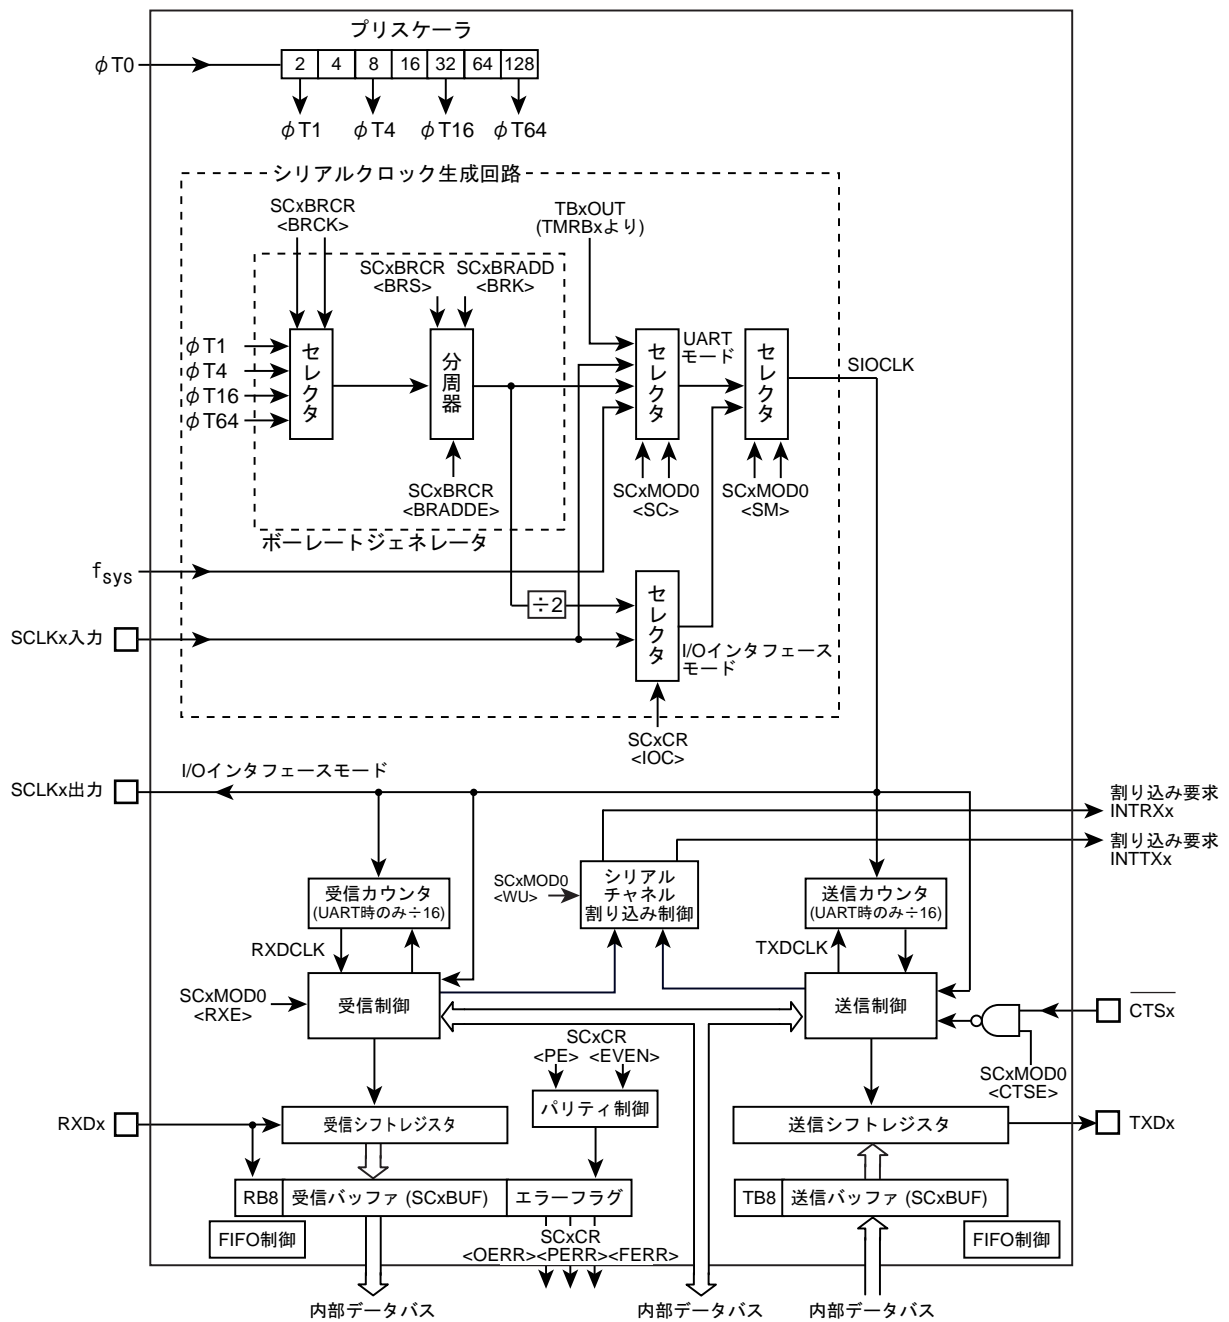 プリスケーラ
φT0
2 4 8 16 32 64 128
φT1 φT4 φT16 φT64
シリアルクロック生成回路
SCxBRCR
<BRCK>
TBxOUT
(TMRBxより)
SCxBRCR
<BRS>
SCxBRADD
<BRK>
φT1
φT4
φT16
φT64
セレクタ
分周器
セレクタ
UART
モード
セレクタ
SIOCLK
SCxBRCR
<BRADDE>
SCxMOD0
<SC>
SCxMOD0
<SM>
ボーレートジェネレータ
fsys
÷2
セレクタ
SCLKx入力
I/Oインタフェース
モード
SCxCR
<IOC>
I/Oインタフェースモード
SCLKx出力
割り込み要求
INTRXx
割り込み要求
INTTXx
受信カウンタ
(UART時のみ÷16)
SCxMOD0
<WU>
シリアル
チャネル
割り込み制御
送信カウンタ
(UART時のみ÷16)
RXDCLK
TXDCLK
SCxMOD0
<RXE>
受信制御
送信制御
CTSx
SCxMOD0
<CTSE>
SCxCR
<PE> <EVEN>
パリティ制御
RXDx
受信シフトレジスタ
送信シフトレジスタ
TXDx
RB8 受信バッファ (SCxBUF) エラーフラグ
TB8 送信バッファ (SCxBUF)
FIFO制御
SCxCR
<OERR><PERR><FERR>
FIFO制御
内部データバス
内部データバス
内部データバス